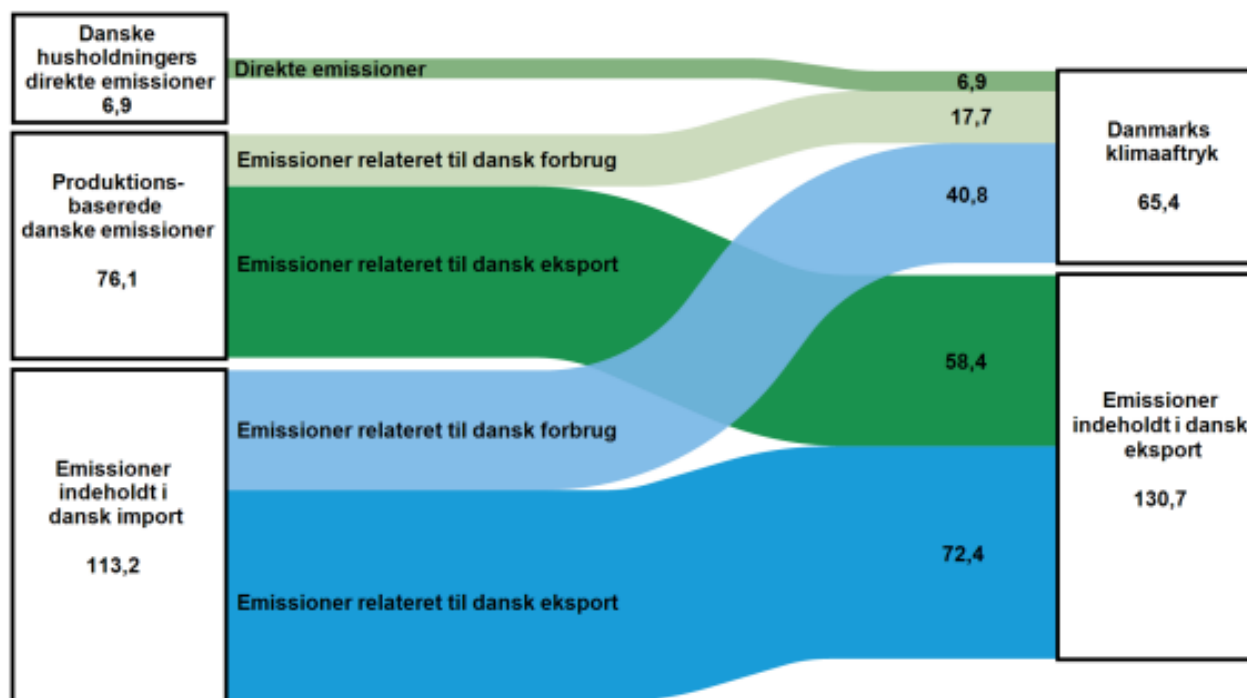 Danske
husholdningers
direkte emissioner
6,9
Direkte emissioner
6,9
Produktions-
baserede
danske emissioner
76,1
Emissioner relateret til dansk forbrug
17,7
Emissioner relateret til dansk eksport
58,4
Emissioner
indeholdt i
dansk import
113,2
Emissioner relateret til dansk forbrug
40,8
Emissioner relateret til dansk eksport
72,4
Danmarks
klimaaftryk
65,4
Emissioner
indeholdt i dansk
eksport
130,7